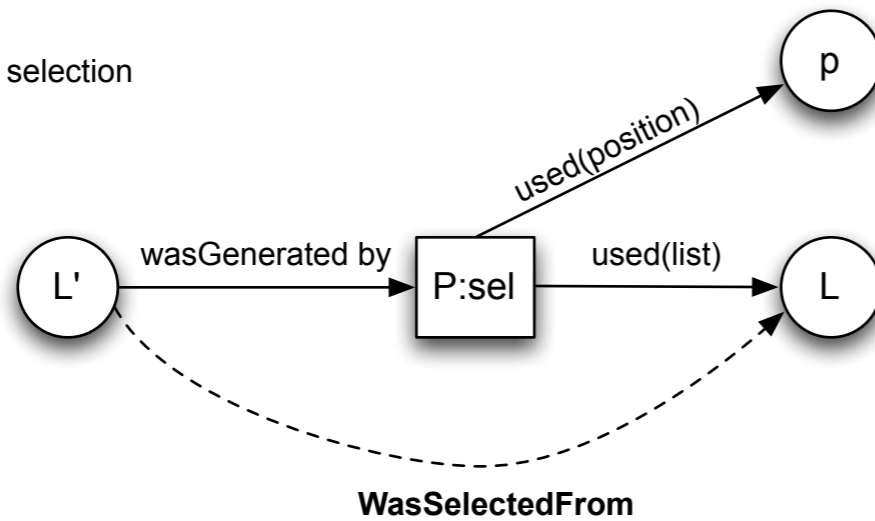 p
selection
used(position)
wasGenerated by
used(list)
L'
P:sel
L
WasSelectedFrom